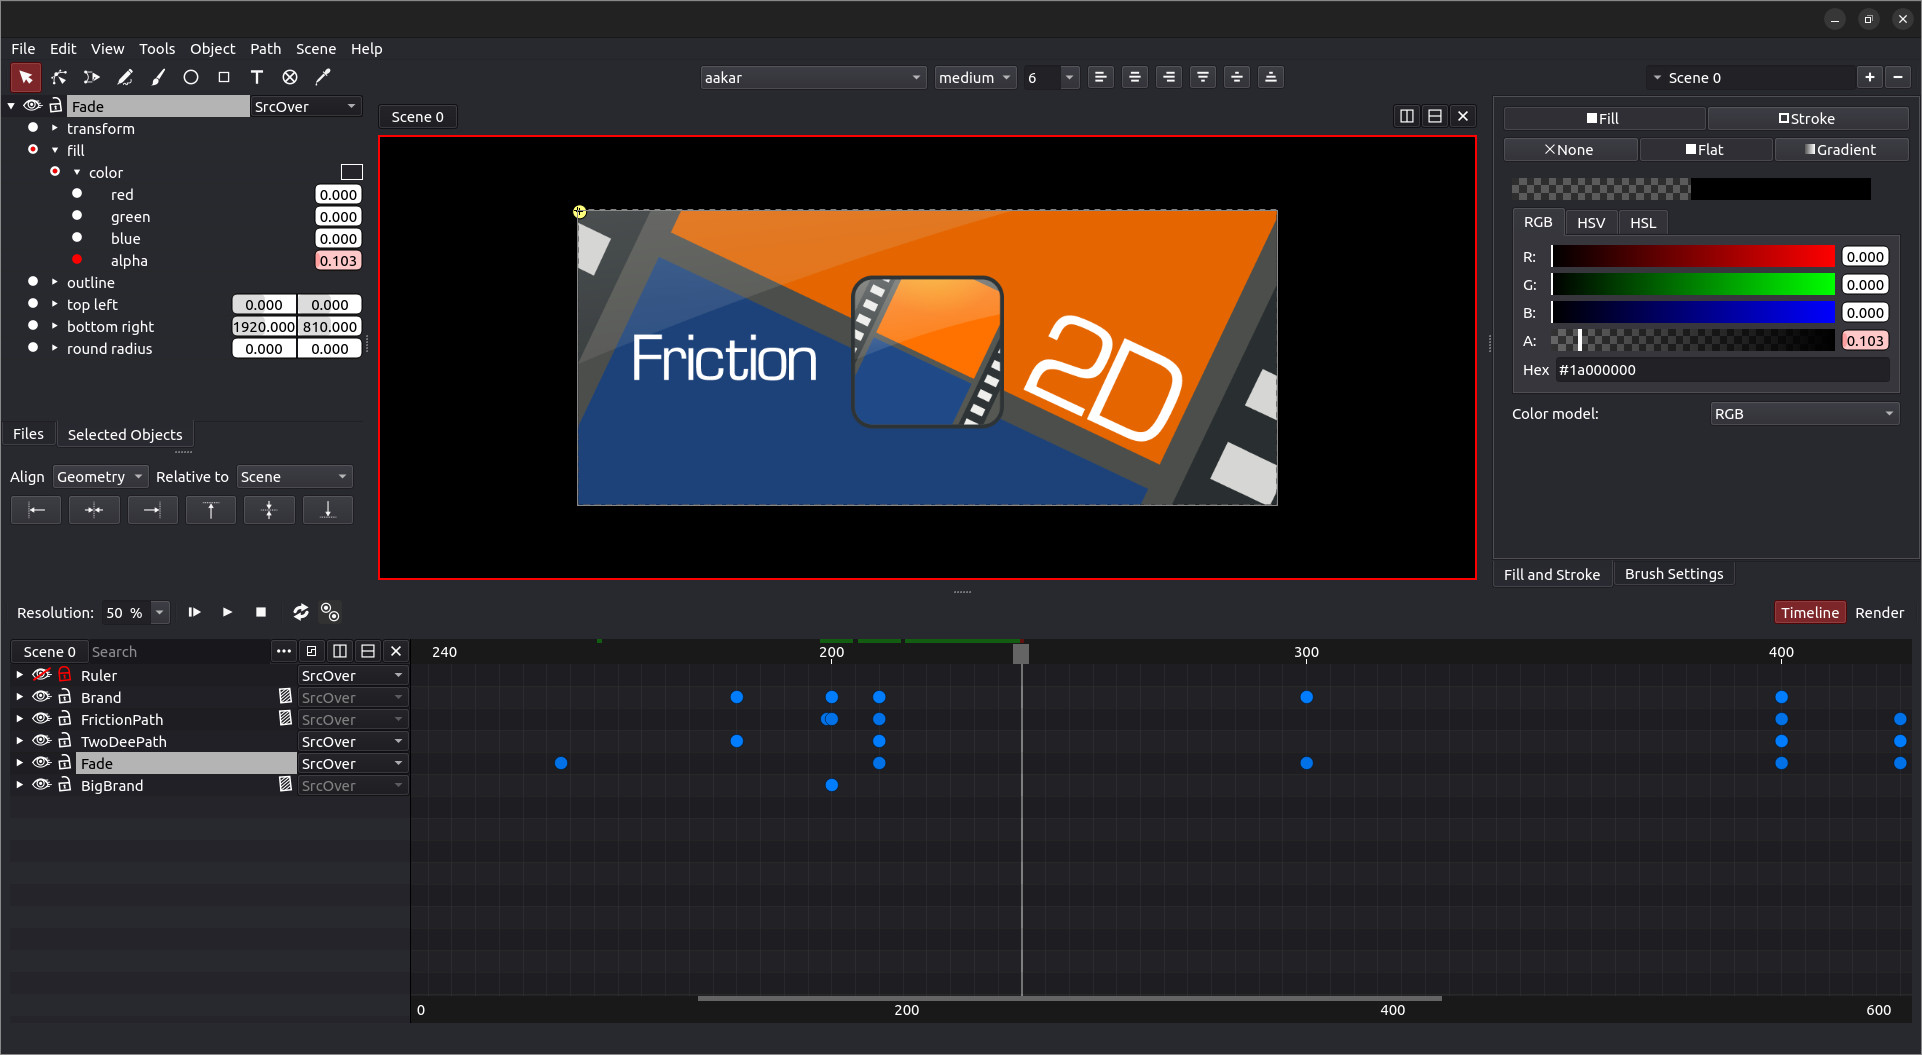 File Edit View Tools Object Path Scene Help
aakar medium 6 Scene 0
Fade SrcOver
transform
fill
color
red 0.000
green 0.000
blue 0.000
alpha 0.103
outline
top left 0.000 0.000
bottom right 1920.000 810.000
round radius 0.000 0.000
Files Selected Objects
Align Geometry Relative to Scene
Scene 0
Friction 2D
Fill Stroke
None Flat Gradient
RGB HSV HSL
R: 0.000
G: 0.000
B: 0.000
A: 0.103
Hex #1a000000
Color model: RGB
Fill and Stroke Brush Settings
Resolution: 50 % Timeline Render
Scene 0 Search 240 200 300 400
Ruler SrcOver
Brand SrcOver
FrictionPath SrcOver
TwoDeePath SrcOver
Fade SrcOver
BigBrand SrcOver
0 200 400 600